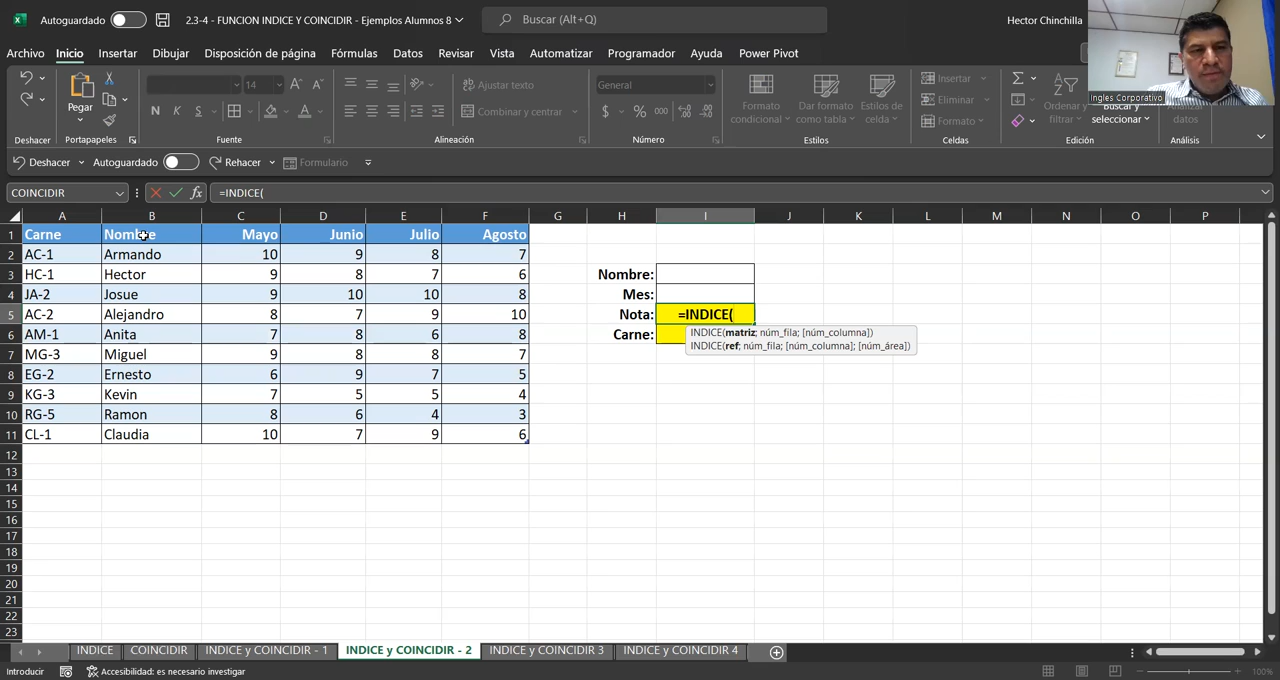 Autoguardado
2.3-4 - FUNCION INDICE Y COINCIDIR - Ejemplos Alumnos 8
Buscar (Alt+Q)
Hector Chinchilla
Archivo Inicio Insertar Dibujar Disposición de página Fórmulas Datos Revisar Vista Automatizar Programador Ayuda Power Pivot
14 Ajustar texto General Insertar
Pegar Combinar y centrar Formato condicional Dar formato como tabla Estilos de celda Eliminar Formato Ordenar y filtrar Buscar y seleccionar datos
Ingles Corporativo
Deshacer Portapapeles Fuente Alineación Número Estilos Celdas Edición Análisis
Deshacer Autoguardado Rehacer Formulario
COINCIDIR =INDICE(
A B C D E F G H I J K L M N O P
1 Carne Nombre Mayo Junio Julio Agosto
2 AC-1 Armando 10 9 8 7
3 HC-1 Hector 9 8 7 6 Nombre:
4 JA-2 Josue 9 10 10 8 Mes:
5 AC-2 Alejandro 8 7 9 10 Nota: =INDICE(
6 AM-1 Anita 7 8 6 8 Carne:
INDICE(matriz; núm_fila; [núm_columna])
INDICE(ref; núm_fila; [núm_columna]; [núm_área])
7 MG-3 Miguel 9 8 8 7
8 EG-2 Ernesto 6 9 7 5
9 KG-3 Kevin 7 5 5 4
10 RG-5 Ramon 8 6 4 3
11 CL-1 Claudia 10 7 9 6
12
13
14
15
16
17
18
19
20
21
22
23
INDICE COINCIDIR INDICE y COINCIDIR - 1 INDICE y COINCIDIR - 2 INDICE y COINCIDIR 3 INDICE y COINCIDIR 4
Introducir Accesibilidad: es necesario investigar 100%